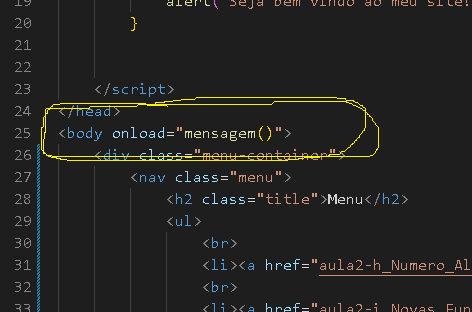 19 alert("Seja bem vindo ao meu site!
20 }
21
22
23 </script>
24 </head>
25 <body onload="mensagem()">
26 <div class="menu-container">
27 <nav class="menu">
28 <h2 class="title">Menu</h2>
29 <ul>
30 <br>
31 <li><a href="aula2-h_Numero_Al
32 <br>
33 <li><a href="aula2-i_Novas_Fun